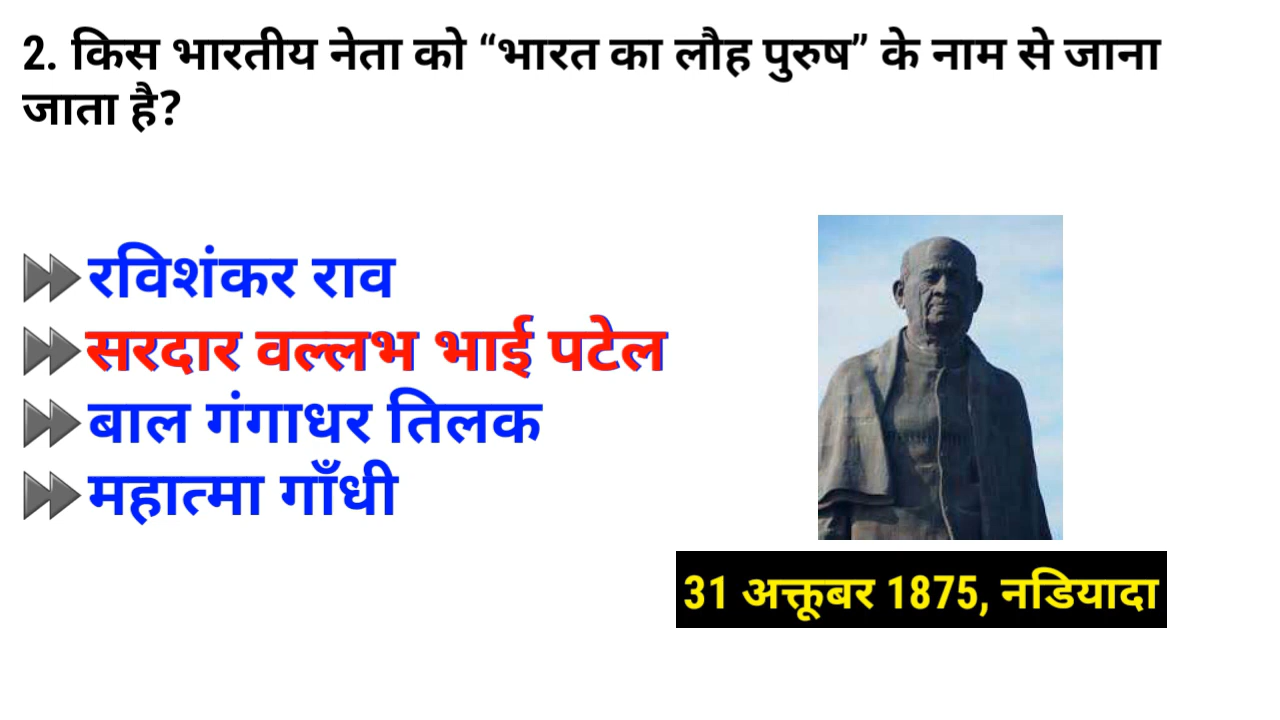 2. किस भारतीय नेता को “भारत का लौह पुरुष” के नाम से जाना
जाता है?
रविशंकर राव
सरदार वल्लभ भाई पटेल
बाल गंगाधर तिलक
महात्मा गाँधी
31 अक्तूबर 1875, नडियादा